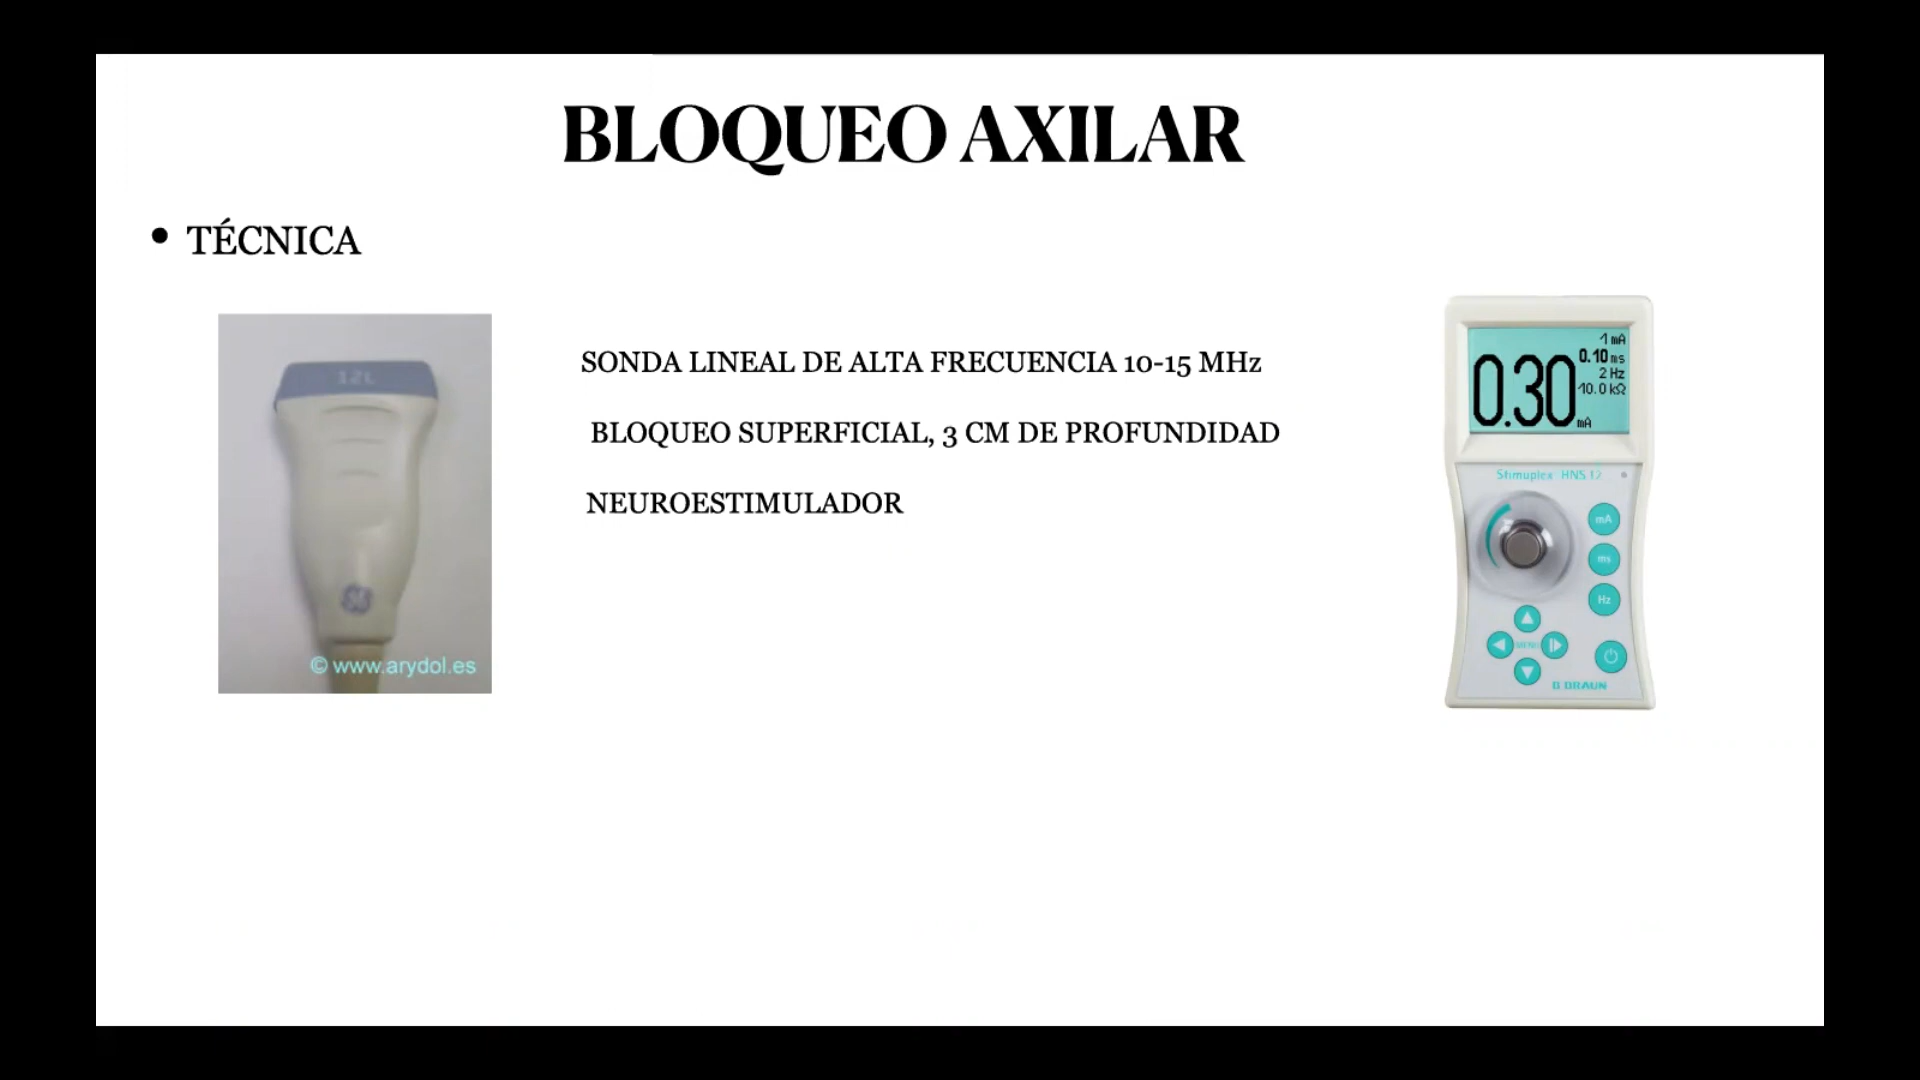 BLOQUEO AXILAR
• TÉCNICA
12L
SONDA LINEAL DE ALTA FRECUENCIA 10-15 MHz
BLOQUEO SUPERFICIAL, 3 CM DE PROFUNDIDAD
NEUROESTIMULADOR
© www.arydol.es
1 mA
0.10 ms
2 Hz
10.0 kΩ
0.30 mA
Stimuplex HNS 12
mA
ms
Hz
MENU
B BRAUN